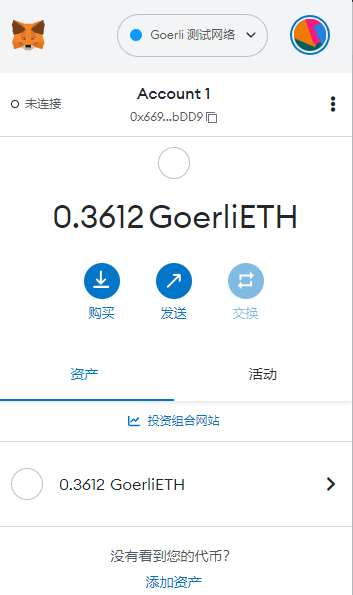 Goerli 测试网络
未连接
Account 1
0x669...bDD9
0.3612 GoerliETH
购买
发送
交换
资产
活动
投资组合网站
0.3612 GoerliETH
没有看到您的代币？
添加资产